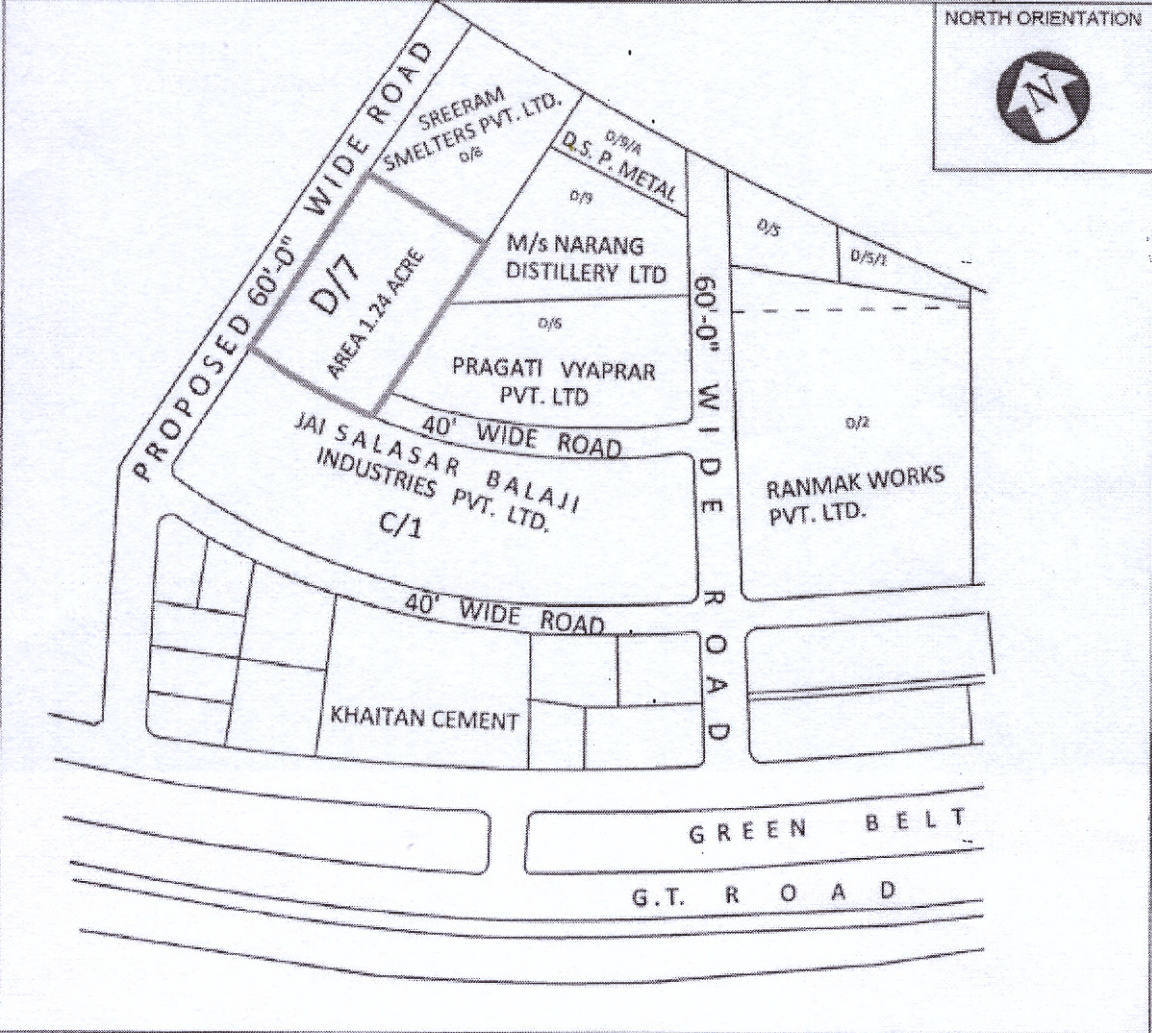 NORTH ORIENTATION
N
PROPOSED 60'-0" WIDE ROAD
SREERAM
SMELTERS PVT. LTD.
D/8
D/9/A
D.S. P. METAL
D/9
M/s NARANG
DISTILLERY LTD
D/7
AREA 1.24 ACRE
D/6
PRAGATI VYAPRAR
PVT. LTD
D/5
D/5/1
60'-0" WIDE ROAD
D/2
RANMAK WORKS
PVT. LTD.
40' WIDE ROAD
JAI SALASAR BALAJI
INDUSTRIES PVT. LTD.
C/1
40' WIDE ROAD
KHAITAN CEMENT
GREEN BELT
G.T. ROAD